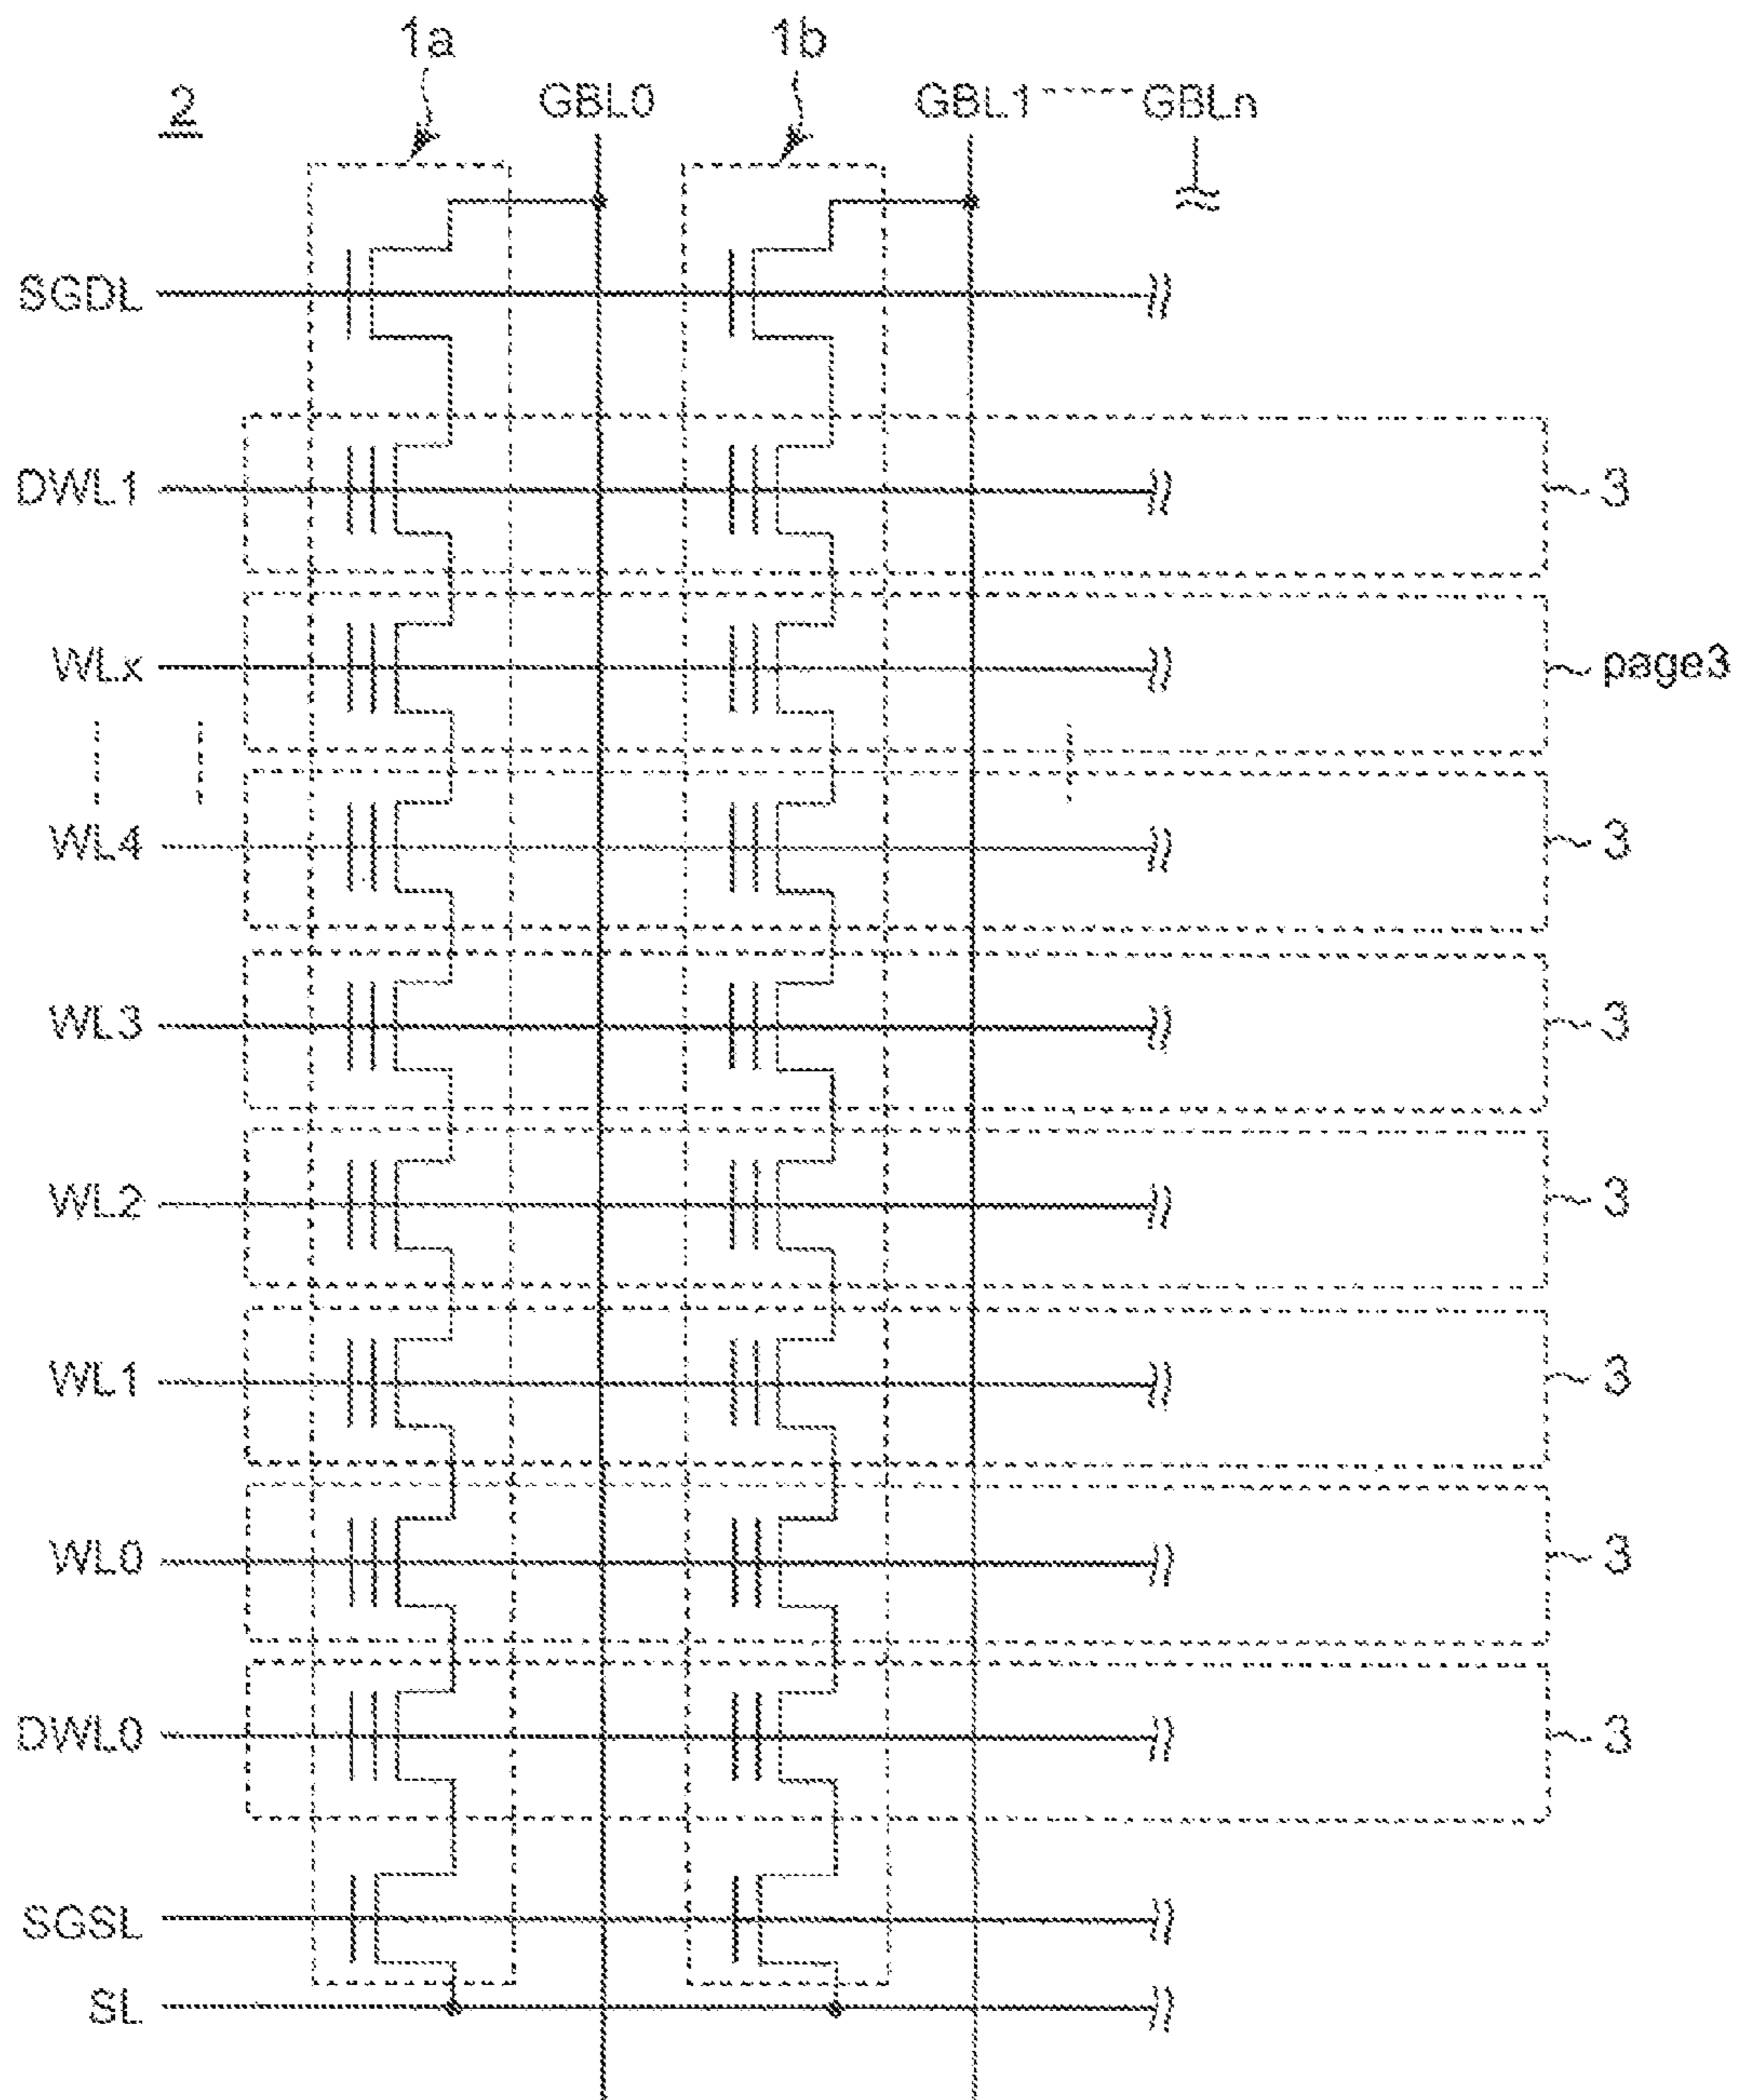 1a 1b
2 GBL0 GBL1 GBLn
SGDL
DWL1 3
WLx page3
WL4 3
WL3 3
WL2 3
WL1 3
WL0 3
DWL0 3
SGSL
SL